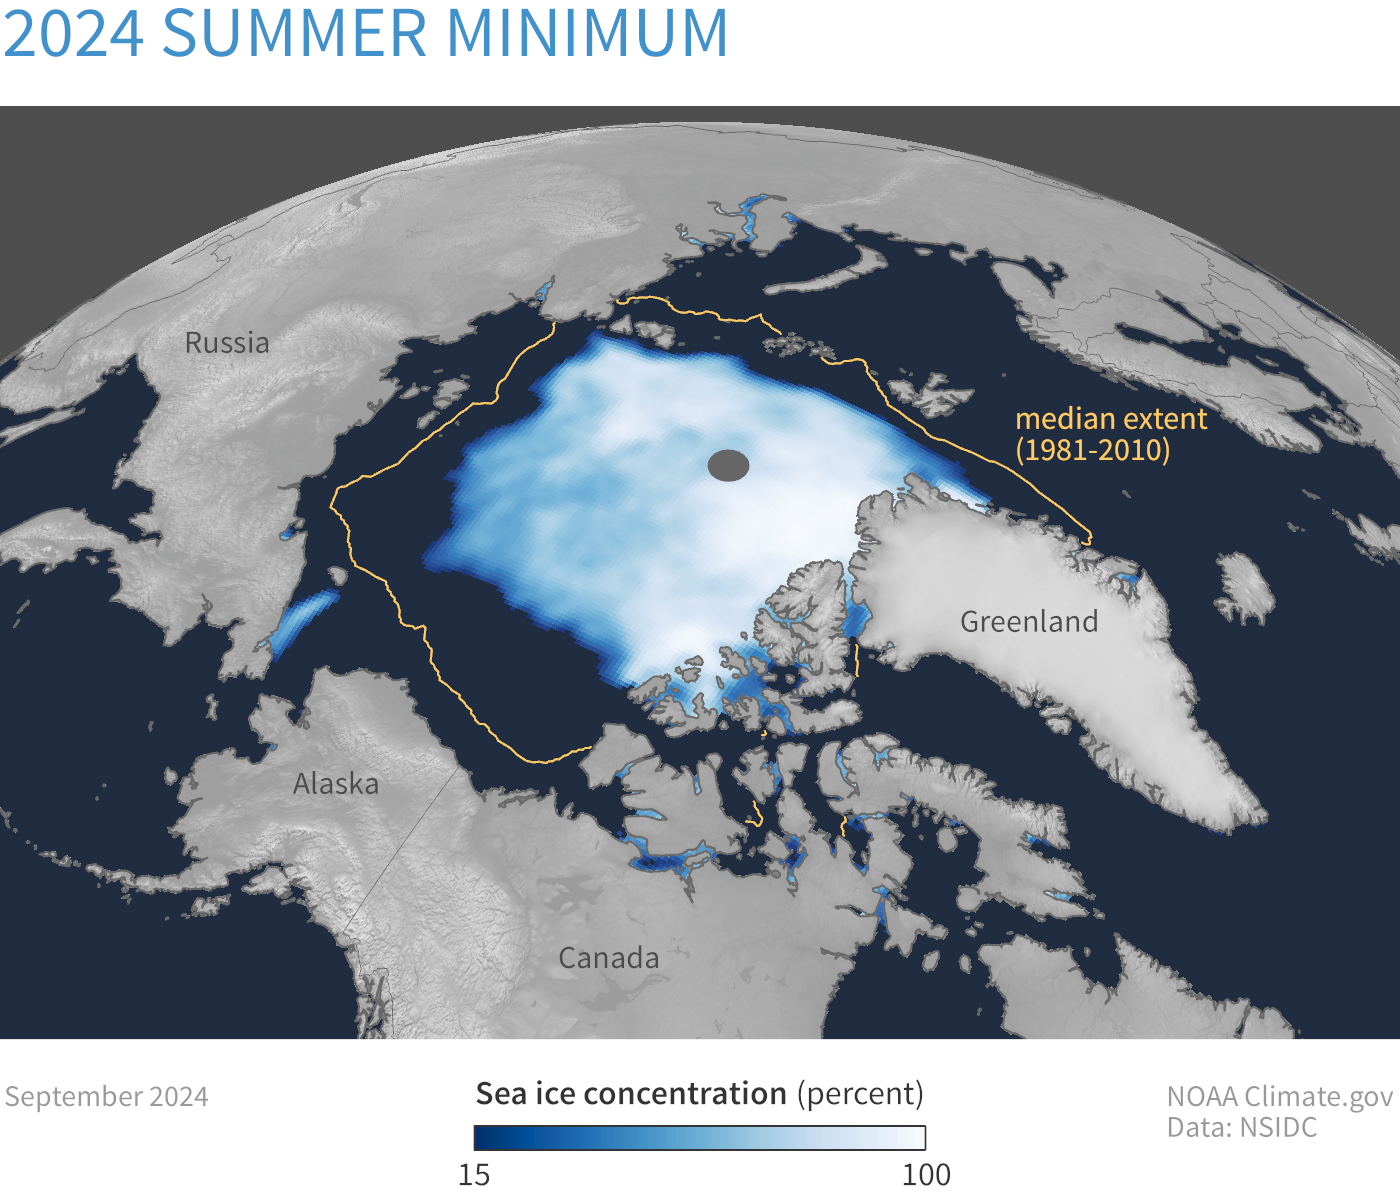 2024 SUMMER MINIMUM
Russia
median extent
(1981-2010)
Greenland
Alaska
Canada
September 2024
Sea ice concentration (percent)
15
100
NOAA Climate.gov
Data: NSIDC